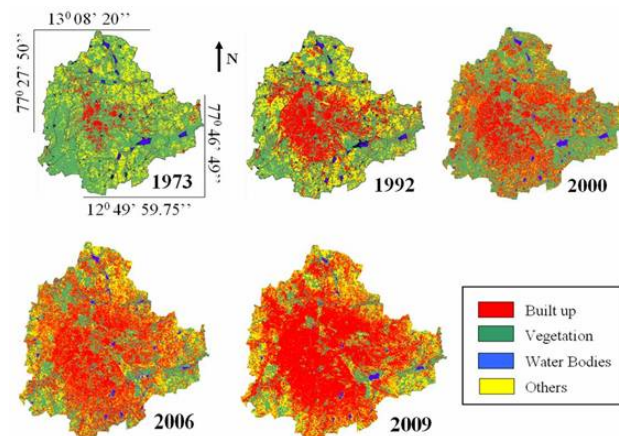 13⁰ 08’ 20’’
77⁰ 27’ 50’’
N
77⁰ 46’ 49’’
1973
12⁰ 49’ 59.75’’
1992
2000
2006
2009
Built up
Vegetation
Water Bodies
Others